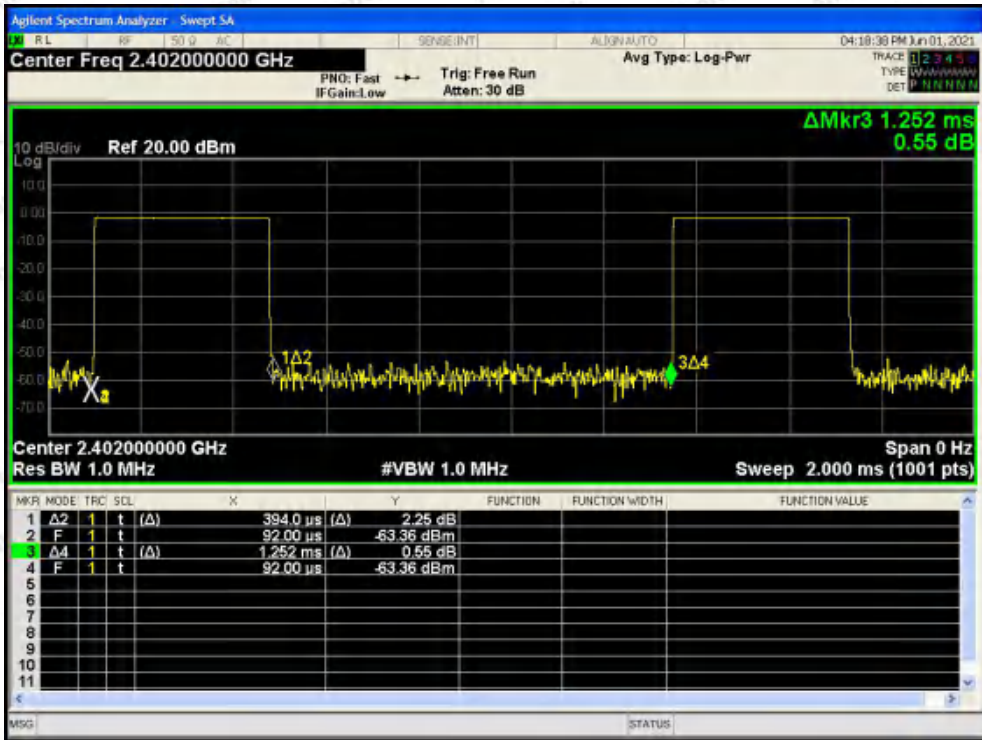 Agilent Spectrum Analyzer - Swept SA
RL RF 50 Ω AC SENSE:INT ALIGN AUTO 04:18:38 PM Jun 01, 2021
Center Freq 2.402000000 GHz Avg Type: Log-Pwr TRACE 1 2 3 4 5 6
PNO: Fast Trig: Free Run TYPE
IFGain:Low Atten: 30 dB DET P N N N N N
ΔMkr3 1.252 ms
10 dB/div Ref 20.00 dBm 0.55 dB
Log
10.0
0.00
-10.0
-20.0
-30.0
-40.0
-50.0 1Δ2 3Δ4
-60.0
-70.0
Center 2.402000000 GHz Span 0 Hz
Res BW 1.0 MHz #VBW 1.0 MHz Sweep 2.000 ms (1001 pts)
MKR MODE TRC SCL X Y FUNCTION FUNCTION WIDTH FUNCTION VALUE
1 Δ2 1 t (Δ) 394.0 µs (Δ) 2.25 dB
2 F 1 t 92.00 µs -63.36 dBm
3 Δ4 1 t (Δ) 1.252 ms (Δ) 0.55 dB
4 F 1 t 92.00 µs -63.36 dBm
5
6
7
8
9
10
11
MSG STATUS